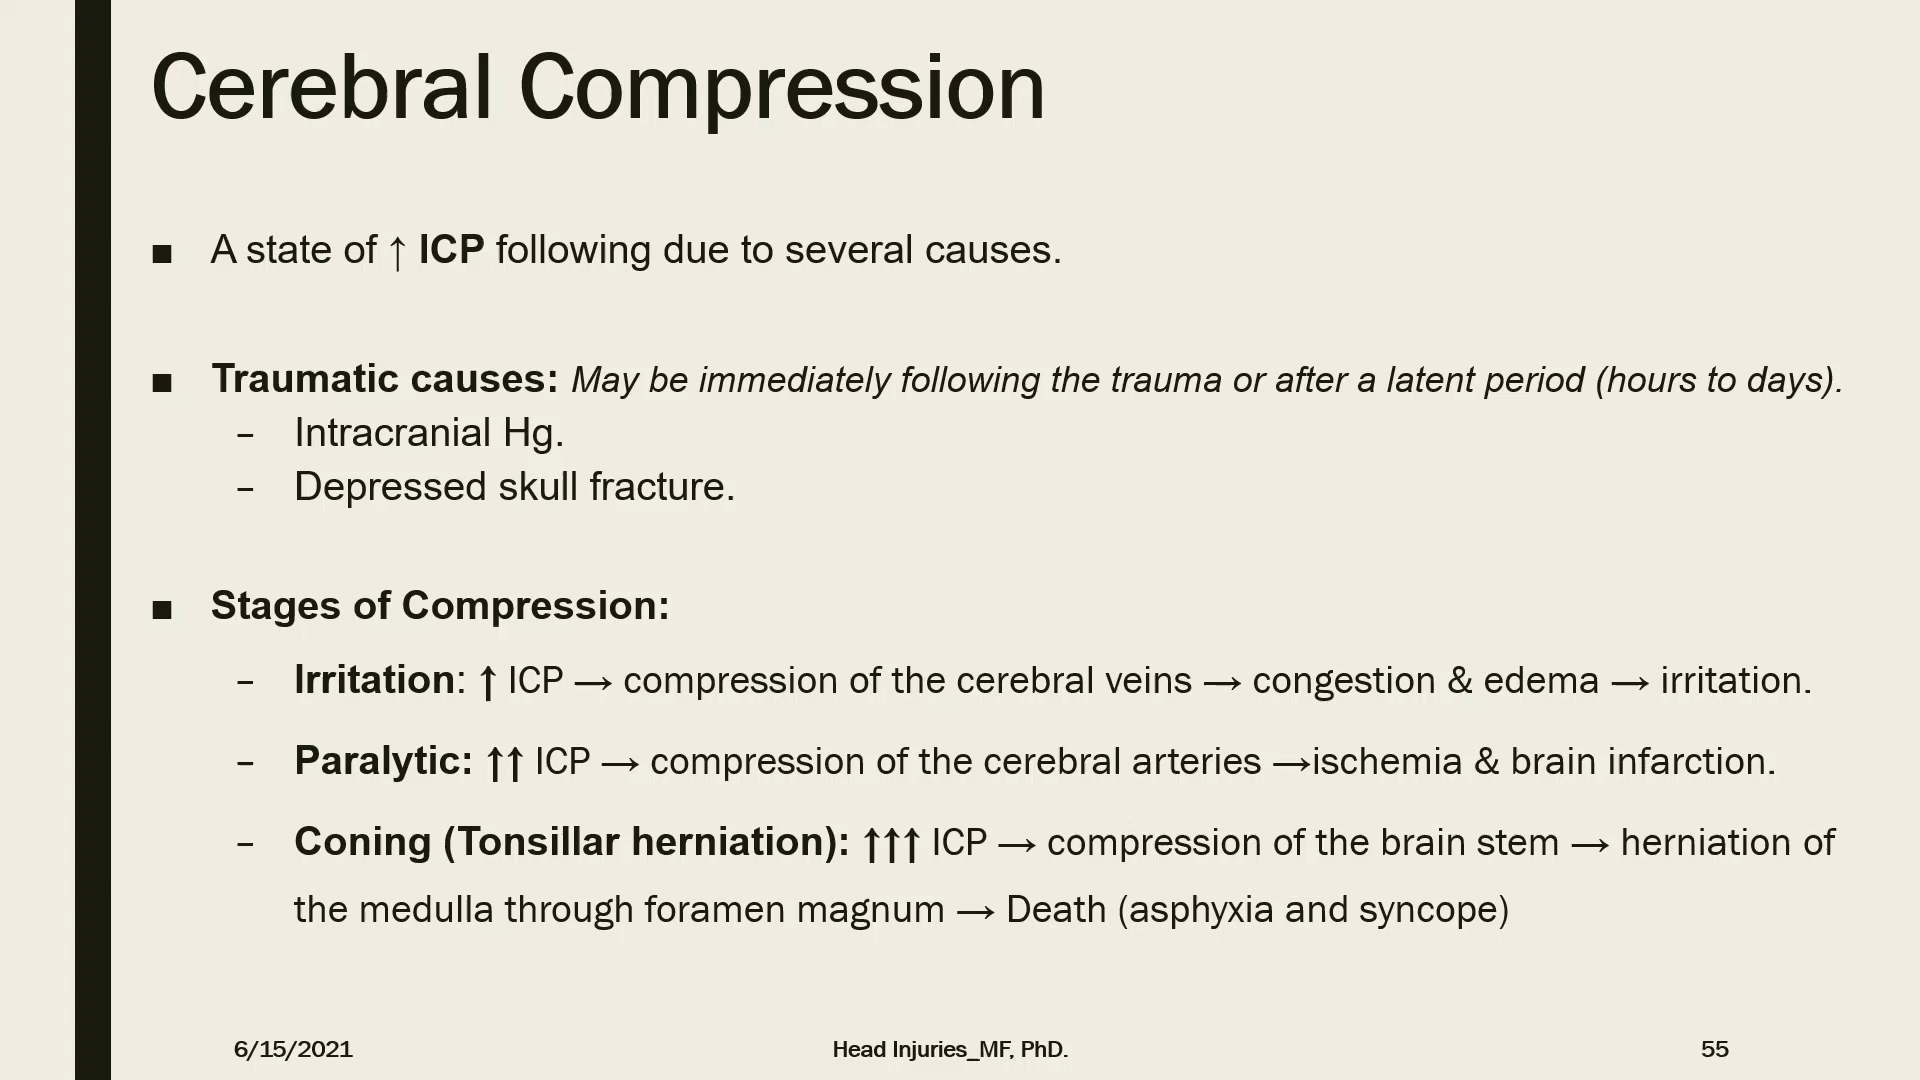 Cerebral Compression
■ A state of ↑ ICP following due to several causes.
■ Traumatic causes: May be immediately following the trauma or after a latent period (hours to days).
– Intracranial Hg.
– Depressed skull fracture.
■ Stages of Compression:
– Irritation: ↑ ICP → compression of the cerebral veins → congestion & edema → irritation.
– Paralytic: ↑↑ ICP → compression of the cerebral arteries →ischemia & brain infarction.
– Coning (Tonsillar herniation): ↑↑↑ ICP → compression of the brain stem → herniation of
the medulla through foramen magnum → Death (asphyxia and syncope)
6/15/2021 Head Injuries_MF, PhD. 55